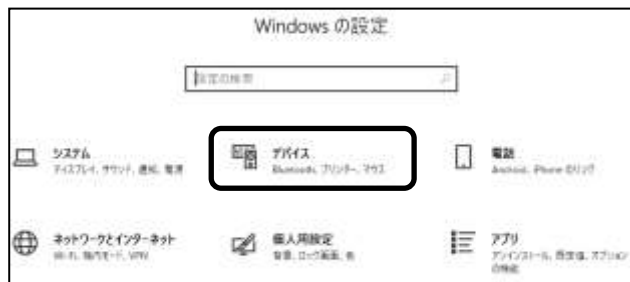 Windows の設定
設定の検索
システム
ディスプレイ、サウンド、通知、電源
デバイス
Bluetooth、プリンター、マウス
電話
Android、iPhone のリンク
ネットワークとインターネット
Wi-Fi、機内モード、VPN
個人用設定
背景、ロック画面、色
アプリ
アンインストール、既定値、オプション
の機能